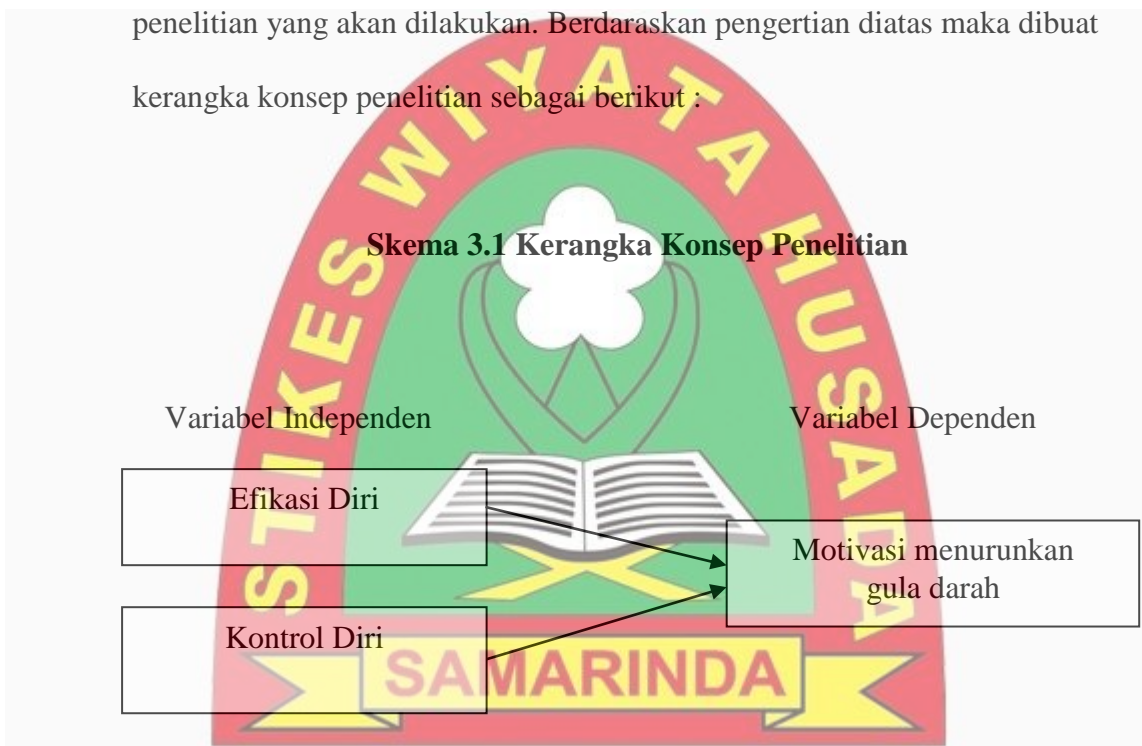 penelitian yang akan dilakukan. Berdaraskan pengertian diatas maka dibuat
kerangka konsep penelitian sebagai berikut :
Skema 3.1 Kerangka Konsep Penelitian
Variabel Independen
Variabel Dependen
Efikasi Diri
Motivasi menurunkan
gula darah
Kontrol Diri
STIKES WIYATA HUSADA
SAMARINDA